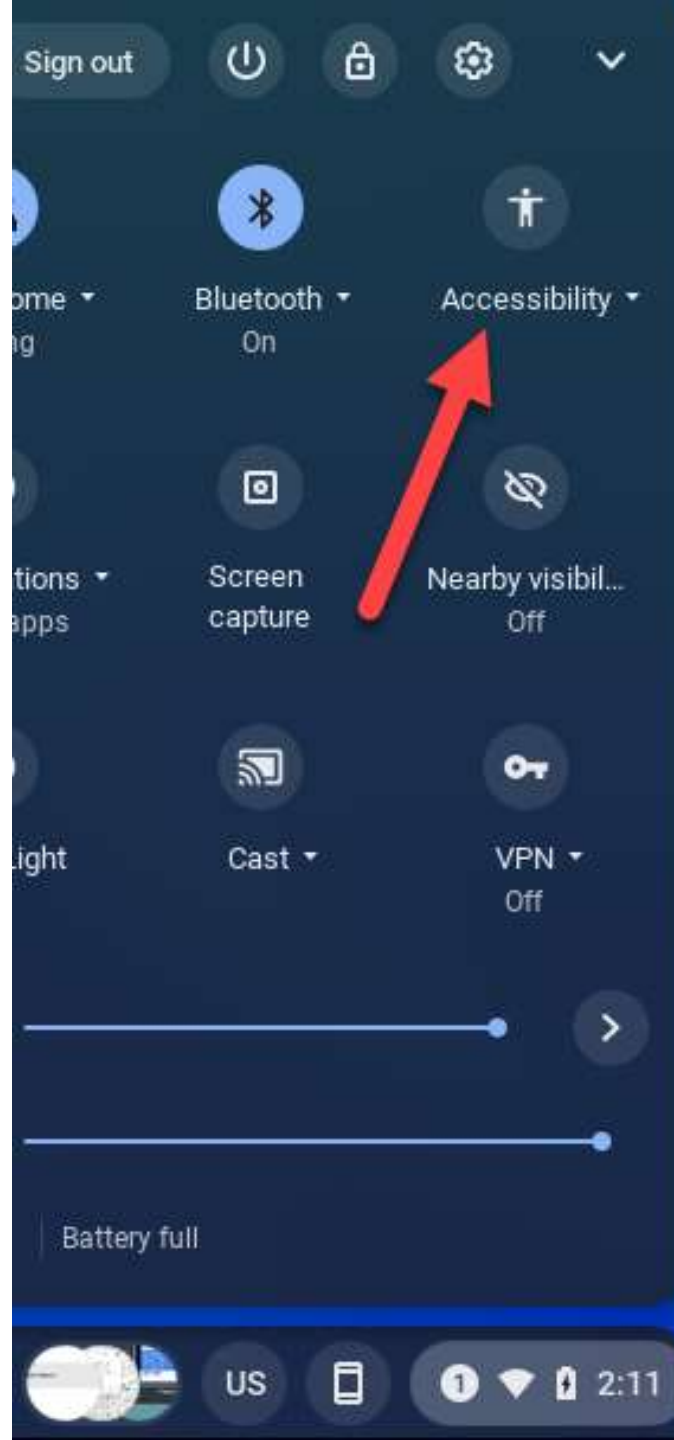 Sign out
ome
Bluetooth
Accessibility
ng
On
tions
Screen
capture
Nearby visibil...
apps
Off
ight
Cast
VPN
Off
Battery full
US
1
2:11